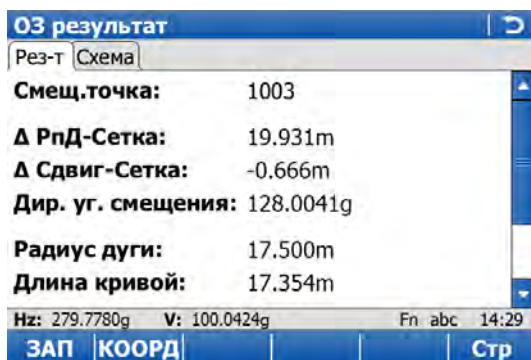 ОЗ результат
Рез-т Схема
Смещ.точка: 1003
Δ РпД-Сетка: 19.931m
Δ Сдвиг-Сетка: -0.666m
Дир. уг. смещения: 128.0041g
Радиус дуги: 17.500m
Длина кривой: 17.354m
Hz: 279.7780g V: 100.0424g Fn abc 14:29
ЗАП КООРД Стр